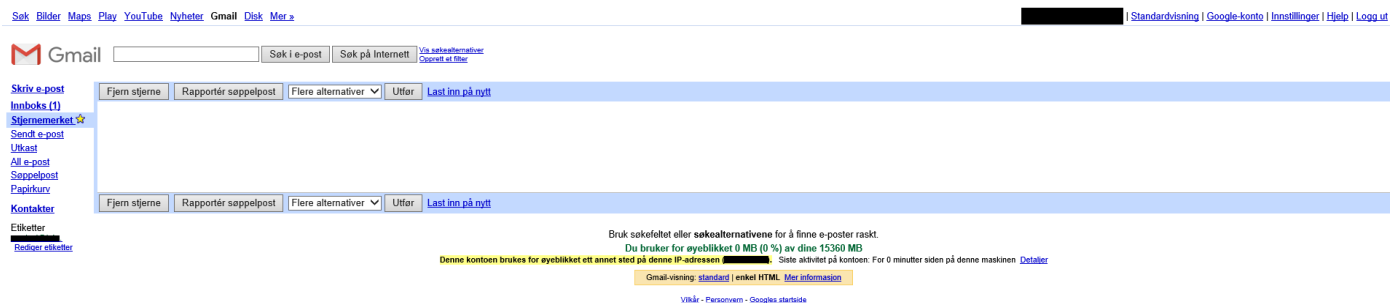 Søk Bilder Maps Play YouTube Nyheter Gmail Disk Mer »
| Standardvisning | Google-konto | Innstillinger | Hjelp | Logg ut
Gmail Søk i e-post Søk på Internett Vis søkealternativer
Opprett et filter
Skriv e-post
Innboks (1)
Stjernemerket
Sendt e-post
Utkast
All e-post
Søppelpost
Papirkurv
Kontakter
Etiketter
Rediger etiketter
Fjern stjerne Rapportér søppelpost Flere alternativer Utfør Last inn på nytt
Fjern stjerne Rapportér søppelpost Flere alternativer Utfør Last inn på nytt
Bruk søkefeltet eller søkealternativene for å finne e-poster raskt.
Du bruker for øyeblikket 0 MB (0 %) av dine 15360 MB
Denne kontoen brukes for øyeblikket ett annet sted på denne IP-adressen ( ). Siste aktivitet på kontoen: For 0 minutter siden på denne maskinen Detaljer
Gmail-visning: standard | enkel HTML Mer informasjon
Vilkår - Personvern - Googles startside